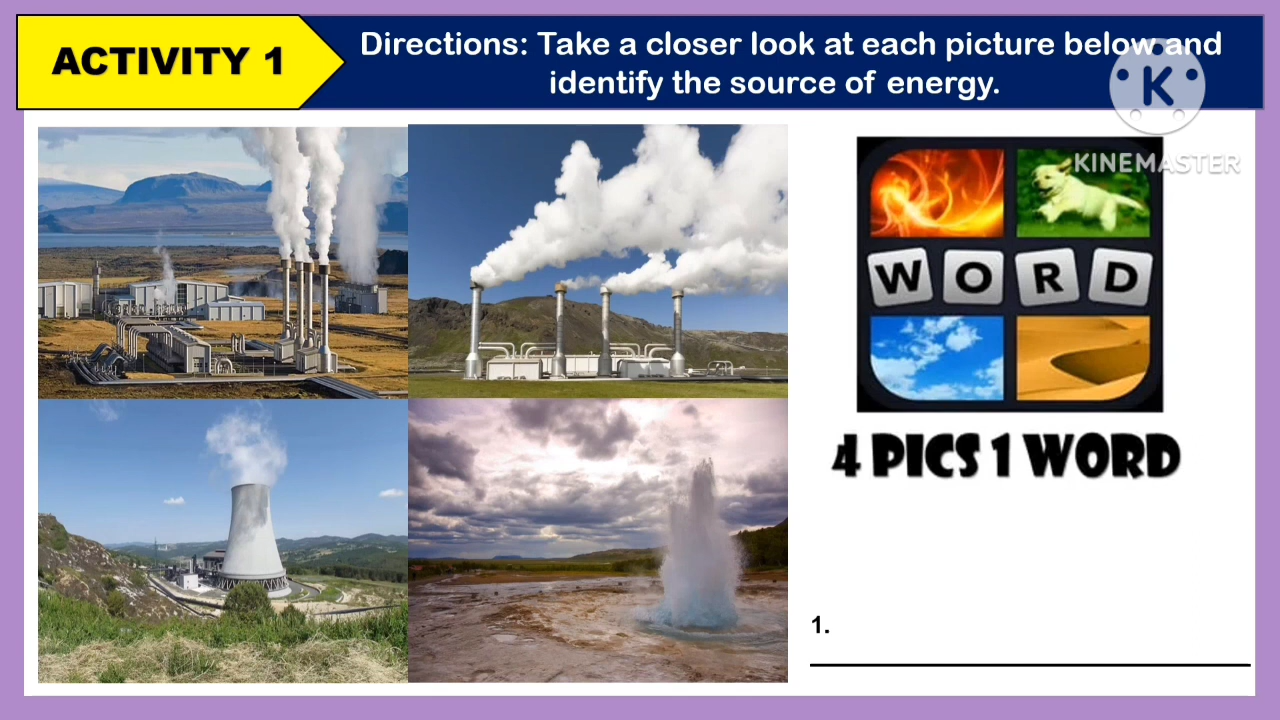 ACTIVITY 1
Directions: Take a closer look at each picture below and
identify the source of energy.
K
KINEMASTER
WORD
4 PICS 1 WORD
1.